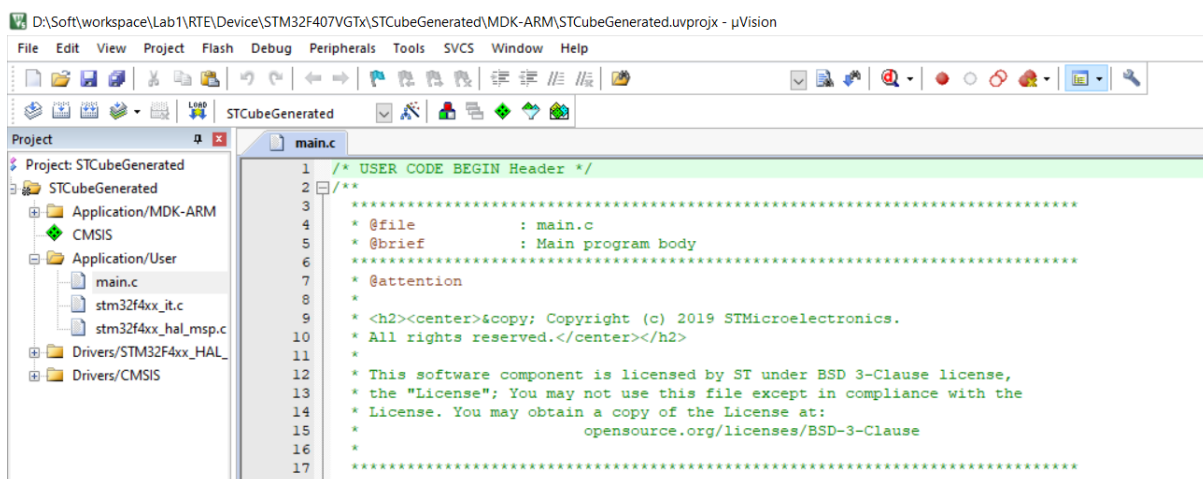 D:\Soft\workspace\Lab1\RTE\Device\STM32F407VGTx\STCubeGenerated\MDK-ARM\STCubeGenerated.uvprojx - µVision
File Edit View Project Flash Debug Peripherals Tools SVCS Window Help
LOAD STCubeGenerated
Project
Project: STCubeGenerated
STCubeGenerated
Application/MDK-ARM
CMSIS
Application/User
main.c
stm32f4xx_it.c
stm32f4xx_hal_msp.c
Drivers/STM32F4xx_HAL_
Drivers/CMSIS
main.c
1 /* USER CODE BEGIN Header */
2 /**
3 ******************************************************************************
4 * @file : main.c
5 * @brief : Main program body
6 ******************************************************************************
7 * @attention
8 *
9 * <h2><center>&copy; Copyright (c) 2019 STMicroelectronics.
10 * All rights reserved.</center></h2>
11 *
12 * This software component is licensed by ST under BSD 3-Clause license,
13 * the "License"; You may not use this file except in compliance with the
14 * License. You may obtain a copy of the License at:
15 * opensource.org/licenses/BSD-3-Clause
16 *
17 ******************************************************************************